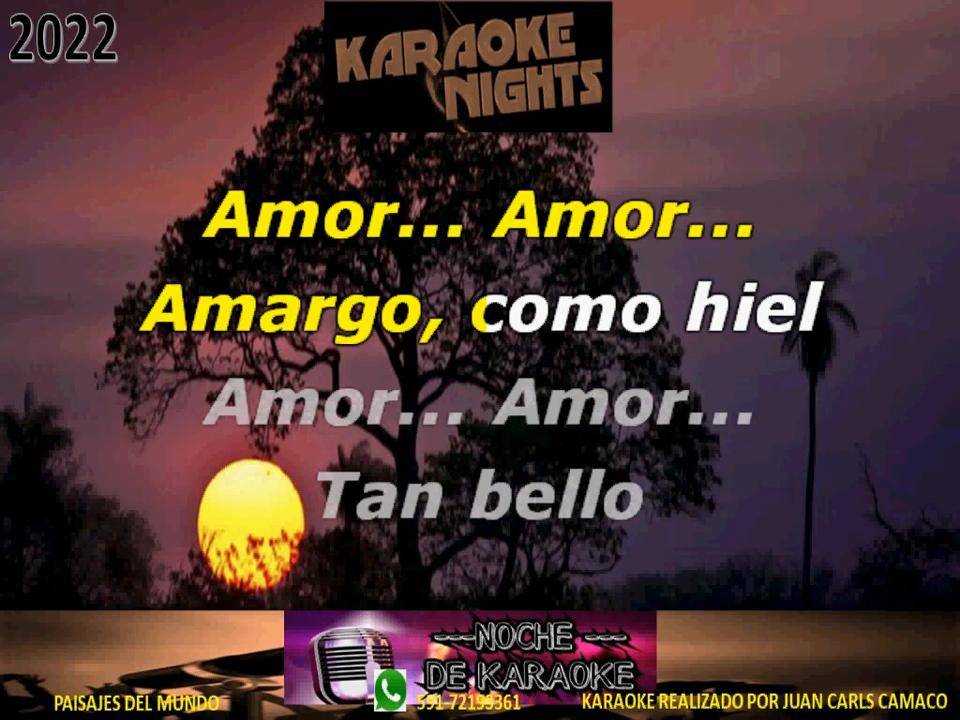 2022
KARAOKE
NIGHTS
Amor... Amor...
Amargo, como hiel
Amor... Amor...
Tan bello
---NOCHE ---
DE KARAOKE
PAISAJES DEL MUNDO
591-72199361
KARAOKE REALIZADO POR JUAN CARLS CAMACO